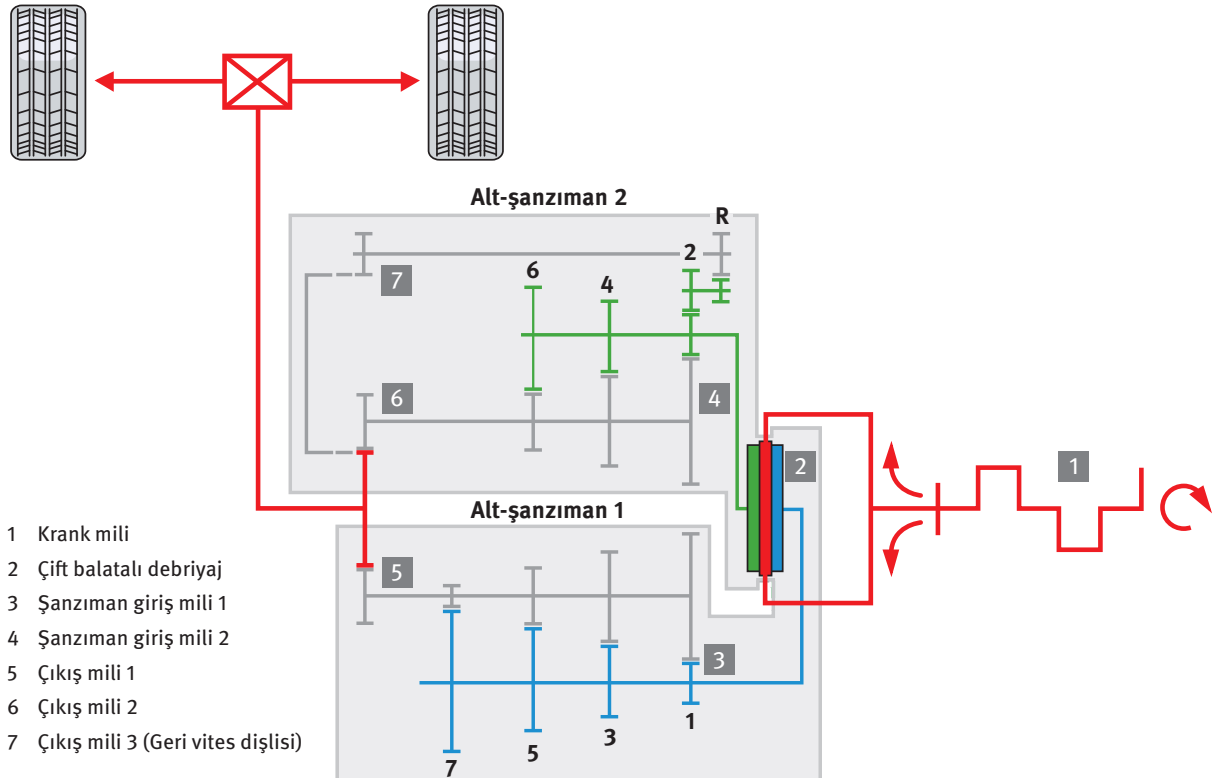 Alt-şanzıman 2
R
2
6
4
7
6
4
2
1
Alt-şanzıman 1
5
3
1
3
5
7
1 Krank mili
2 Çift balatalı debriyaj
3 Şanzıman giriş mili 1
4 Şanzıman giriş mili 2
5 Çıkış mili 1
6 Çıkış mili 2
7 Çıkış mili 3 (Geri vites dişlisi)